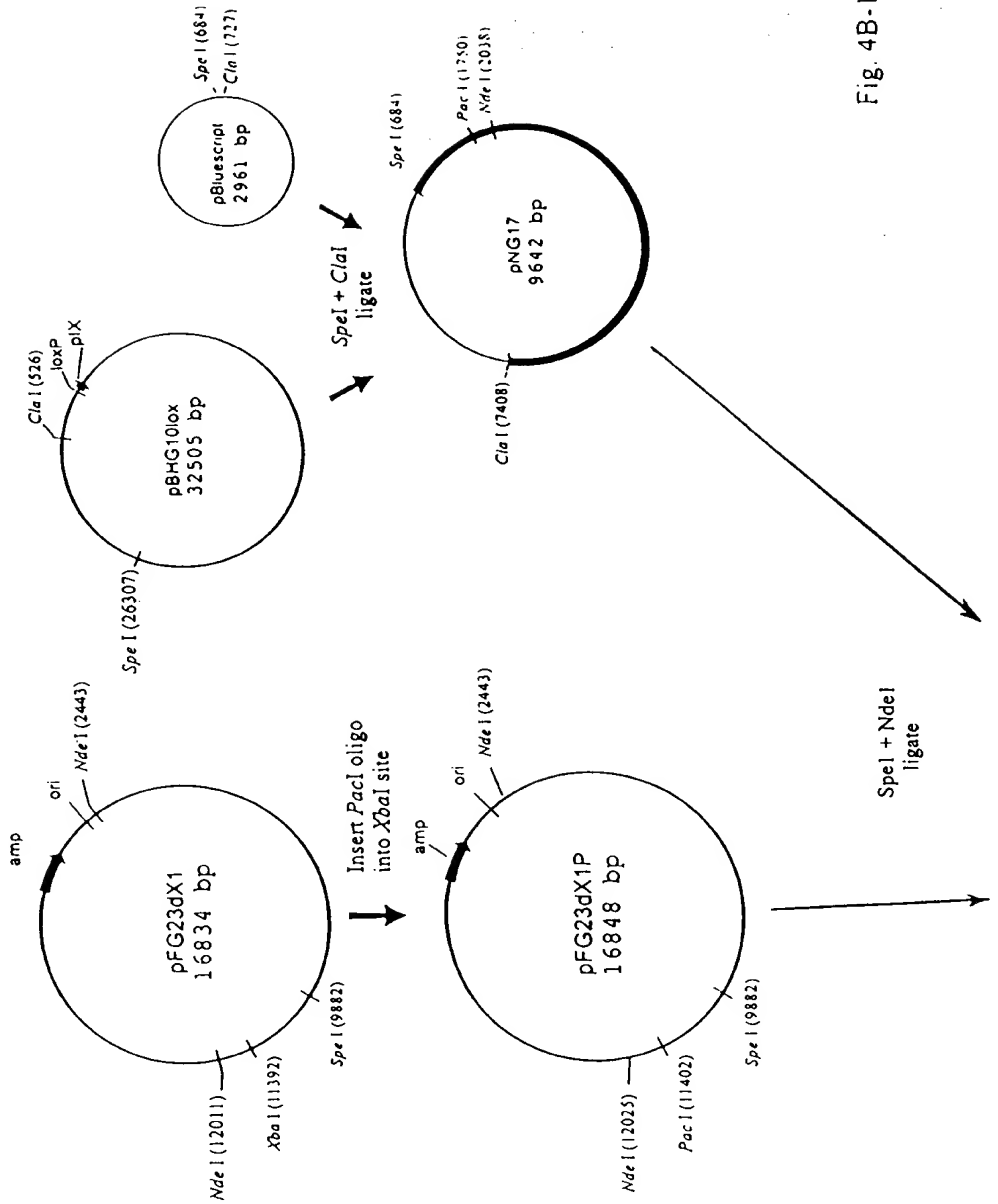 amp
ori
Nde I (2443)
pFG23dX1
16834 bp
Nde I (12011)
Xba I (11392)
Spe I (9882)
Insert PacI oligo
into XbaI site
amp
ori
Nde I (2443)
pFG23dX1P
16848 bp
Nde I (12025)
Pac I (11402)
Spe I (9882)
Cla I (526)
loxP
pIX
pBHG10lox
32505 bp
Spe I (26307)
Spe I (684)
Cla I (727)
pBluescript
2961 bp
SpeI + ClaI
ligate
Spe I (684)
Pac I (1750)
Nde I (2038)
pNG17
9642 bp
Cla I (7408)
SpeI + NdeI
ligate